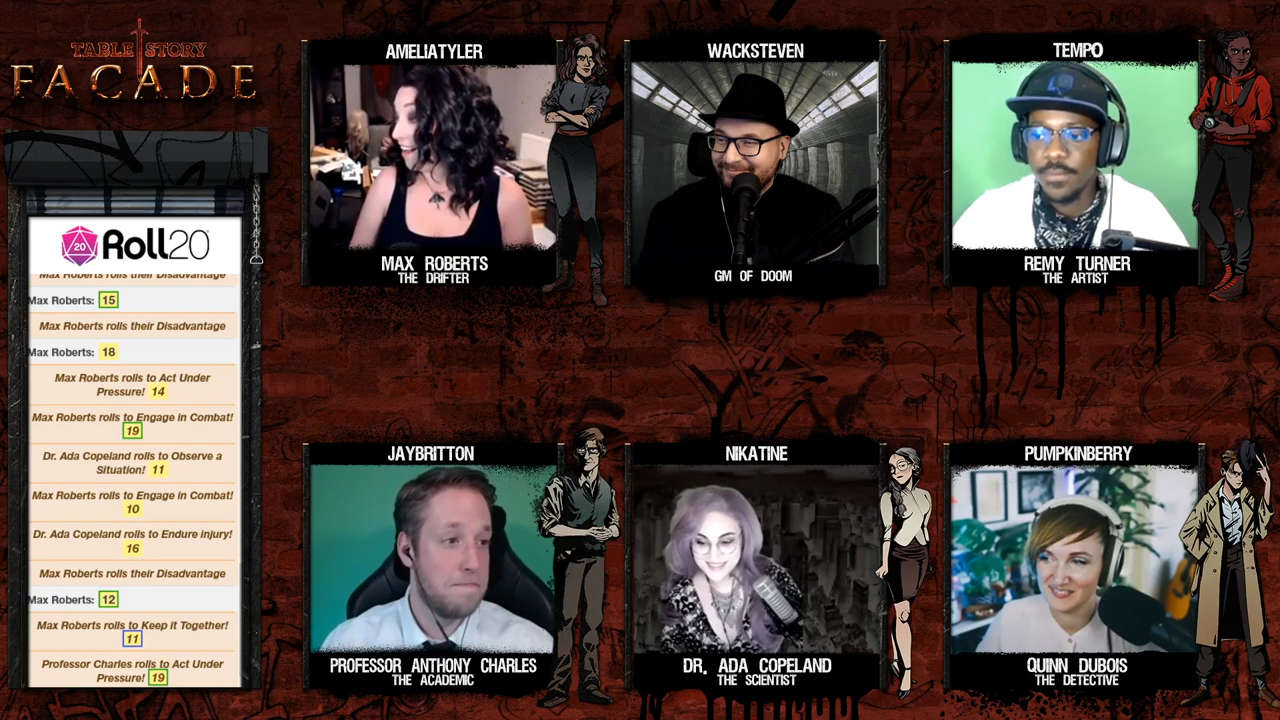 TABLE STORY
FACADE
Roll20
20
Max Roberts rolls their Disadvantage
Max Roberts: 15
Max Roberts rolls their Disadvantage
Max Roberts: 18
Max Roberts rolls to Act Under
Pressure! 14
Max Roberts rolls to Engage in Combat!
19
Dr. Ada Copeland rolls to Observe a
Situation! 11
Max Roberts rolls to Engage in Combat!
10
Dr. Ada Copeland rolls to Endure injury!
16
Max Roberts rolls their Disadvantage
Max Roberts: 12
Max Roberts rolls to Keep it Together!
11
Professor Charles rolls to Act Under
Pressure! 19
AMELIATYLER
MAX ROBERTS
THE DRIFTER
WACKSTEVEN
GM OF DOOM
TEMPO
REMY TURNER
THE ARTIST
JAYBRITTON
PROFESSOR ANTHONY CHARLES
THE ACADEMIC
NIKATINE
DR. ADA COPELAND
THE SCIENTIST
PUMPKINBERRY
QUINN DUBOIS
THE DETECTIVE